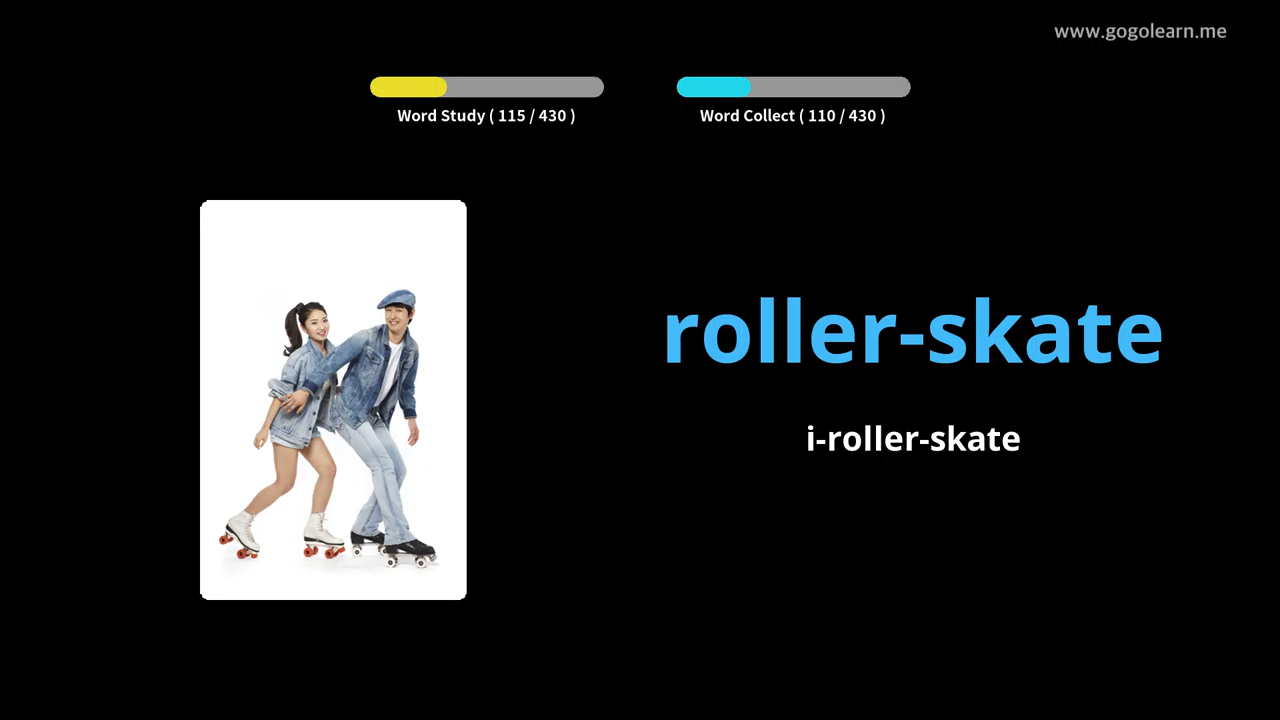 www.gogolearn.me
Word Study ( 115 / 430 )
Word Collect ( 110 / 430 )
roller-skate
i-roller-skate